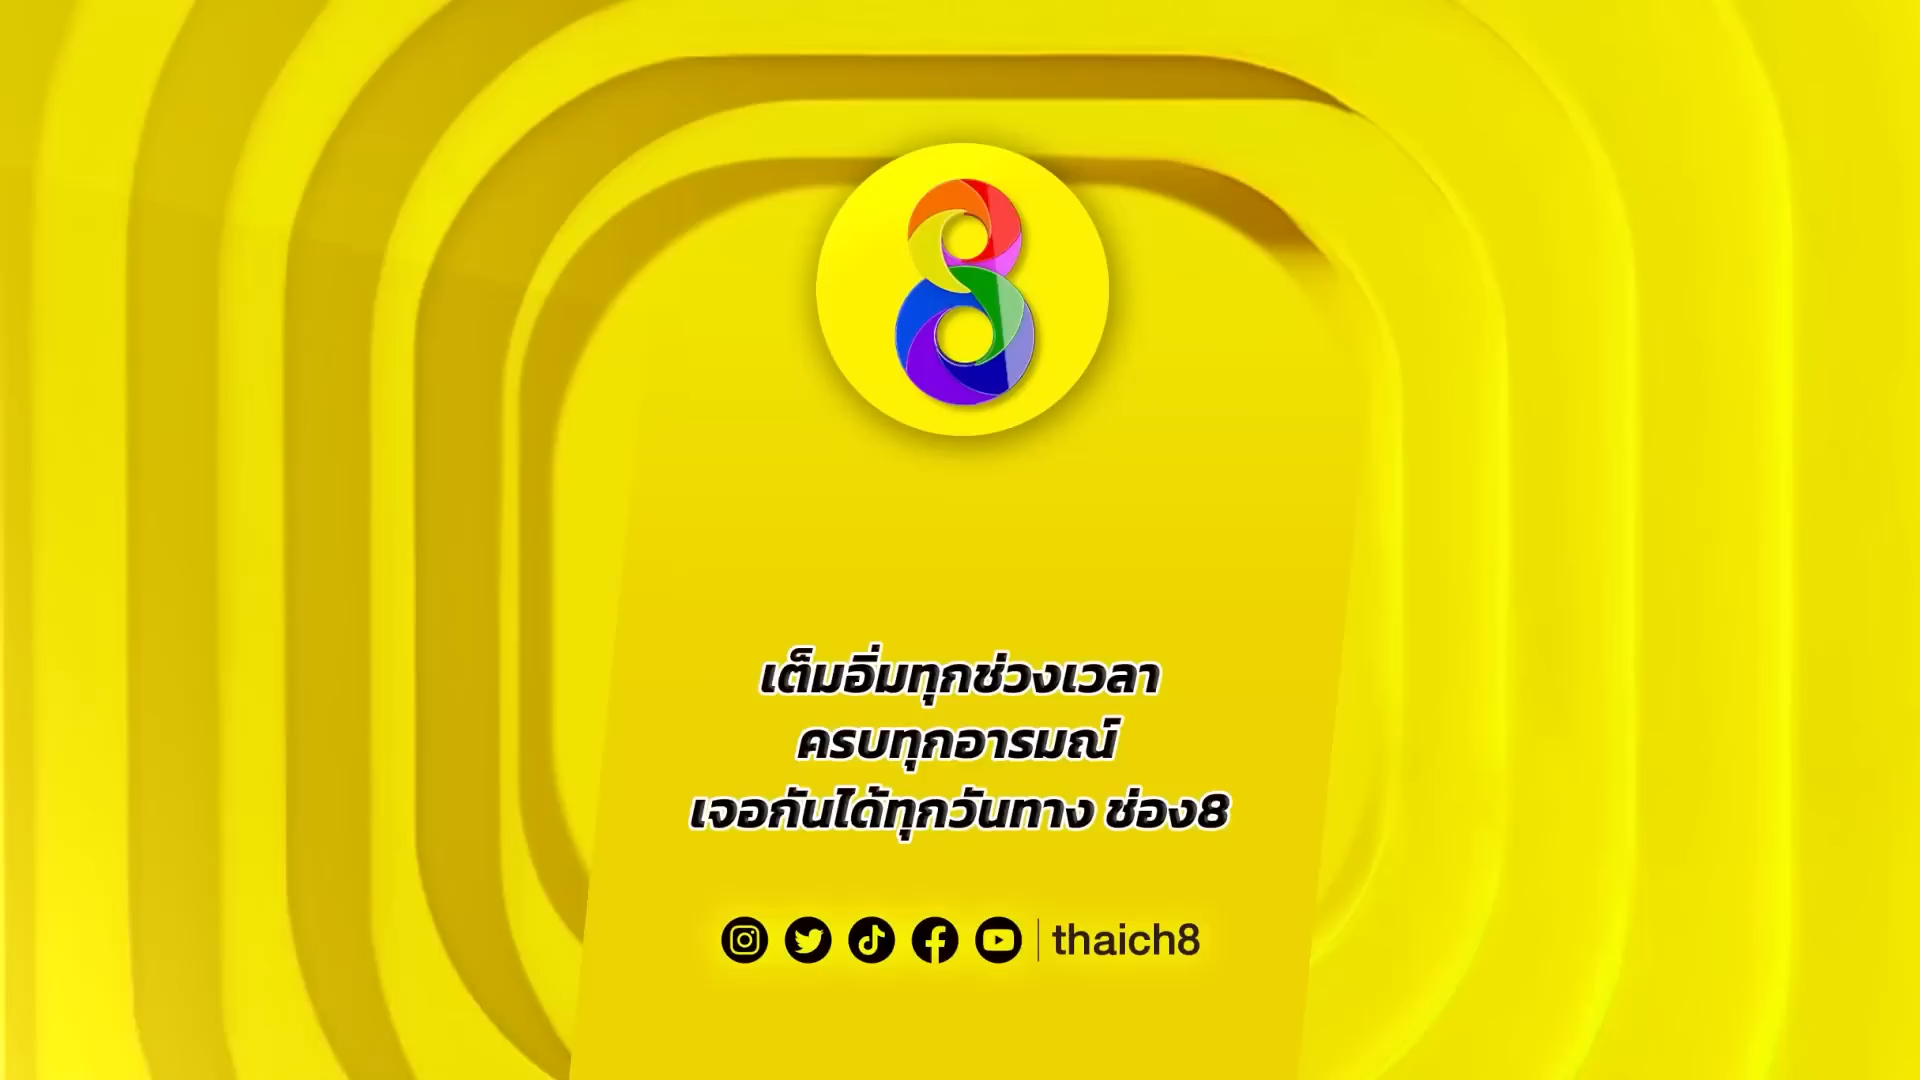 8
เต็มอิ่มทุกช่วงเวลา
ครบทุกอารมณ์
เจอกันได้ทุกวันทาง ช่อง8
thaich8